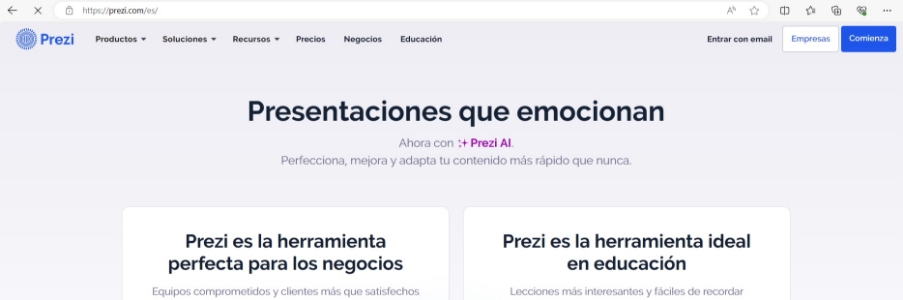 https://prezi.com/es/
Prezi Productos Soluciones Recursos Precios Negocios Educación Entrar con email Empresas Comienza
Presentaciones que emocionan
Ahora con Prezi AI.
Perfecciona, mejora y adapta tu contenido más rápido que nunca.
Prezi es la herramienta
perfecta para los negocios
Equipos comprometidos y clientes más que satisfechos
Prezi es la herramienta ideal
en educación
Lecciones más interesantes y fáciles de recordar